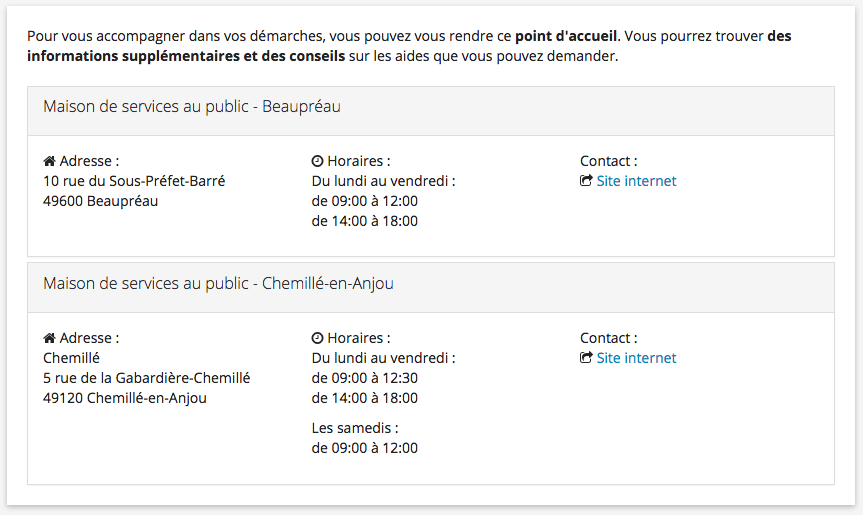 Pour vous accompagner dans vos démarches, vous pouvez vous rendre ce point d'accueil. Vous pourrez trouver des
informations supplémentaires et des conseils sur les aides que vous pouvez demander.
Maison de services au public - Beaupréau
Adresse :
10 rue du Sous-Préfet-Barré
49600 Beaupréau
Horaires :
Du lundi au vendredi :
de 09:00 à 12:00
de 14:00 à 18:00
Contact :
Site internet
Maison de services au public - Chemillé-en-Anjou
Adresse :
Chemillé
5 rue de la Gabardière-Chemillé
49120 Chemillé-en-Anjou
Horaires :
Du lundi au vendredi :
de 09:00 à 12:30
de 14:00 à 18:00
Les samedis :
de 09:00 à 12:00
Contact :
Site internet